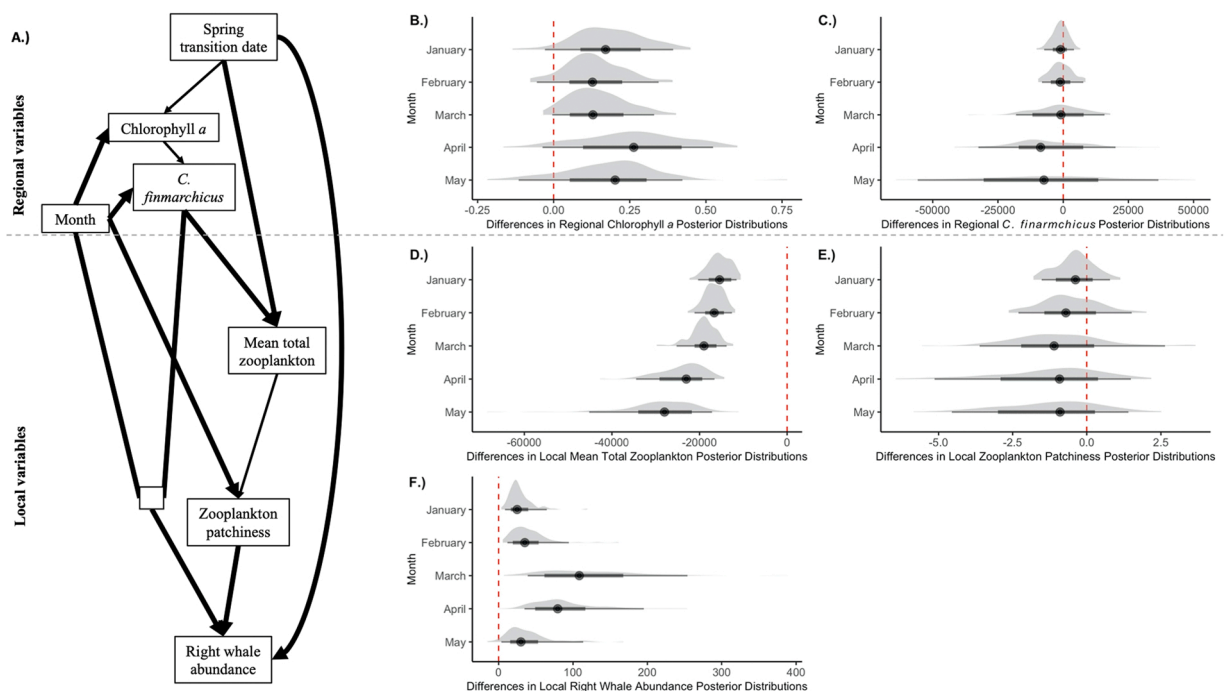 A.)
Regional variables
Local variables
Spring
transition date
Chlorophyll a
C.
finmarchicus
Month
Mean total
zooplankton
Zooplankton
patchiness
Right whale
abundance
B.)
Month
January
February
March
April
May
-0.25 0.00 0.25 0.50 0.75
Differences in Regional Chlorophyll a Posterior Distributions
C.)
Month
January
February
March
April
May
-50000 -25000 0 25000 50000
Differences in Regional C. finarmchicus Posterior Distributions
D.)
Month
January
February
March
April
May
-60000 -40000 -20000 0
Differences in Local Mean Total Zooplankton Posterior Distributions
E.)
Month
January
February
March
April
May
-5.0 -2.5 0.0 2.5
Differences in Local Zooplankton Patchiness Posterior Distributions
F.)
Month
January
February
March
April
May
0 100 200 300 400
Differences in Local Right Whale Abundance Posterior Distributions